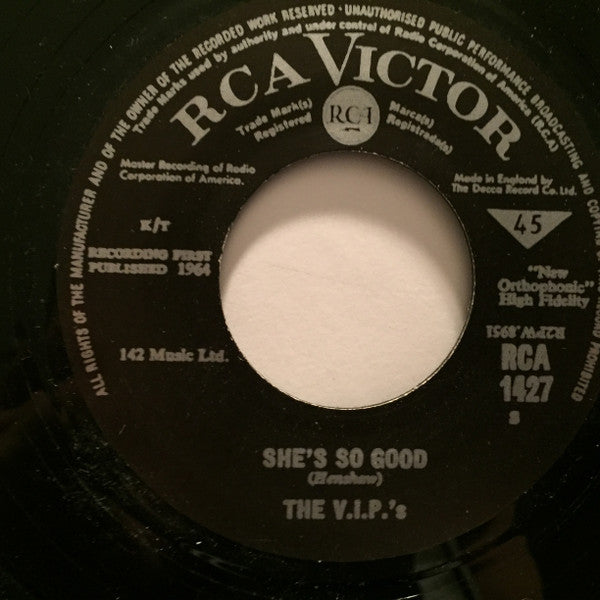 ALL RIGHTS OF THE MANUFACTURER AND OF THE OWNER OF THE RECORDED WORK RESERVED · UNAUTHORISED PUBLIC PERFORMANCE BROADCASTING AND COPYING OF PROHIBITED
Trade Marks used by authority and under control of Radio Corporation of America (RCA)
RCA VICTOR
Trade Mark(s)
Registered
RCA
Marca(s)
Registrada(s)
Master Recording of Radio
Corporation of America.
Made in England by
The Decca Record Co. Ltd.
K/T
45
RECORDING FIRST
PUBLISHED 1964
"New
Orthophonic"
High Fidelity
R2PW.8951
142 Music Ltd.
RCA
1427
S
SHE'S SO GOOD
(Henshaw)
THE V.I.P.'s